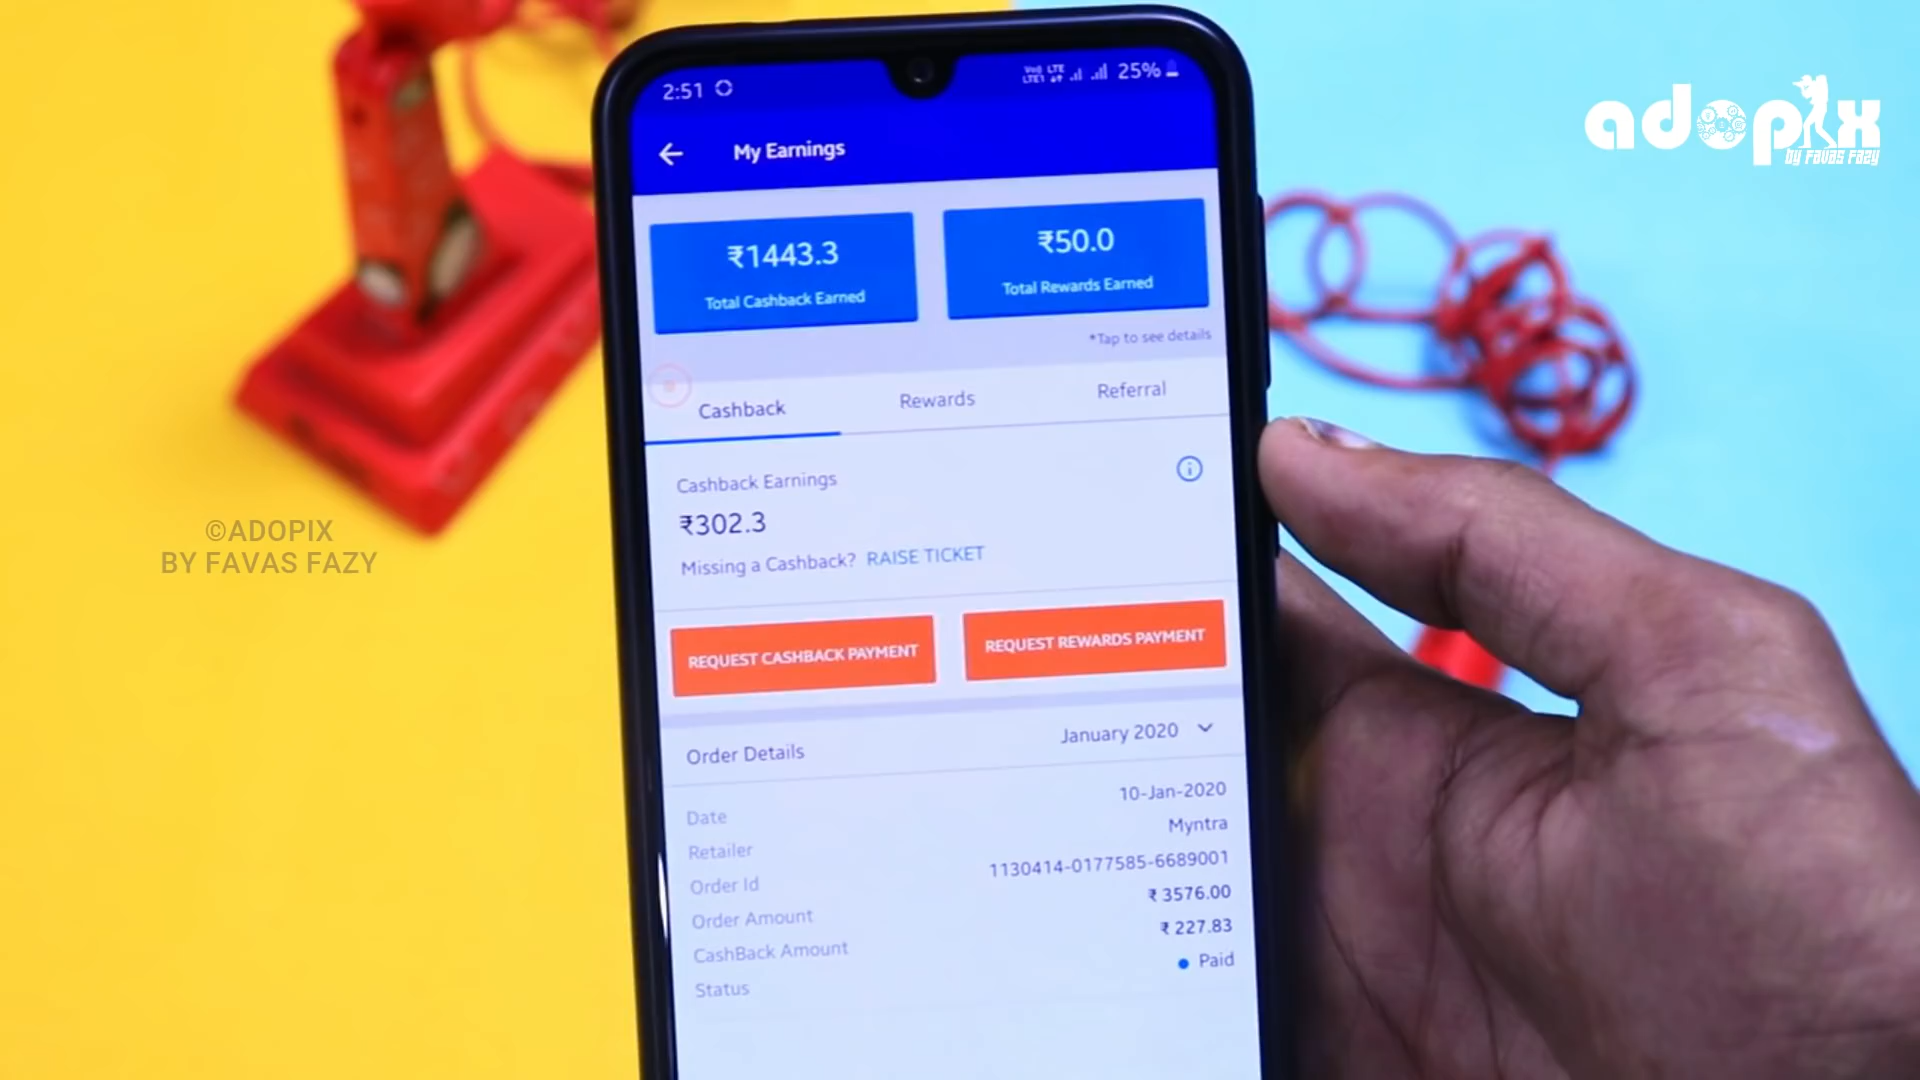 2:51
VoLTE LTE1 LTE 25%
adopix
by FAVAS FAZY
My Earnings
₹1443.3
Total Cashback Earned
₹50.0
Total Rewards Earned
*Tap to see details
Cashback
Rewards
Referral
Cashback Earnings
₹302.3
Missing a Cashback? RAISE TICKET
REQUEST CASHBACK PAYMENT
REQUEST REWARDS PAYMENT
Order Details
January 2020
Date 10-Jan-2020
Retailer Myntra
Order Id 1130414-0177585-6689001
Order Amount ₹ 3576.00
CashBack Amount ₹ 227.83
Status Paid
©ADOPIX
BY FAVAS FAZY